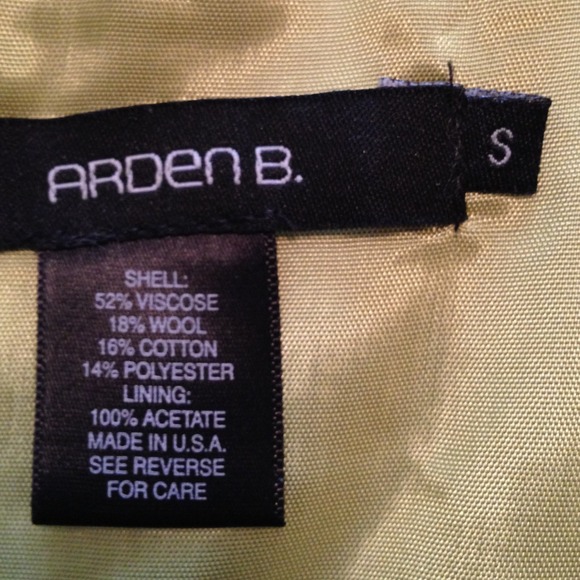 ARDEN B.
S
SHELL:
52% VISCOSE
18% WOOL
16% COTTON
14% POLYESTER
LINING:
100% ACETATE
MADE IN U.S.A.
SEE REVERSE
FOR CARE